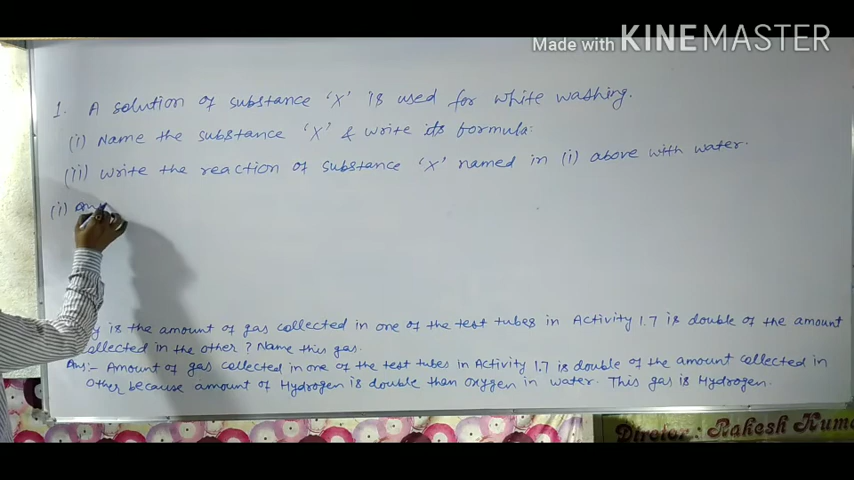 Made with KINEMASTER
1. A solution of substance 'X' is used for white washing.
(i) Name the substance 'X' & write its formula.
(ii) Write the reaction of substance 'X' named in (i) above with water.
(i) an
is the amount of gas collected in one of the test tubes in Activity 1.7 is double of the amount
collected in the other? Name this gas.
Ans:- Amount of gas collected in one of the test tubes in Activity 1.7 is double of the amount collected in
other because amount of Hydrogen is double than oxygen in water. This gas is Hydrogen.
Diretor: Rakesh Kuma